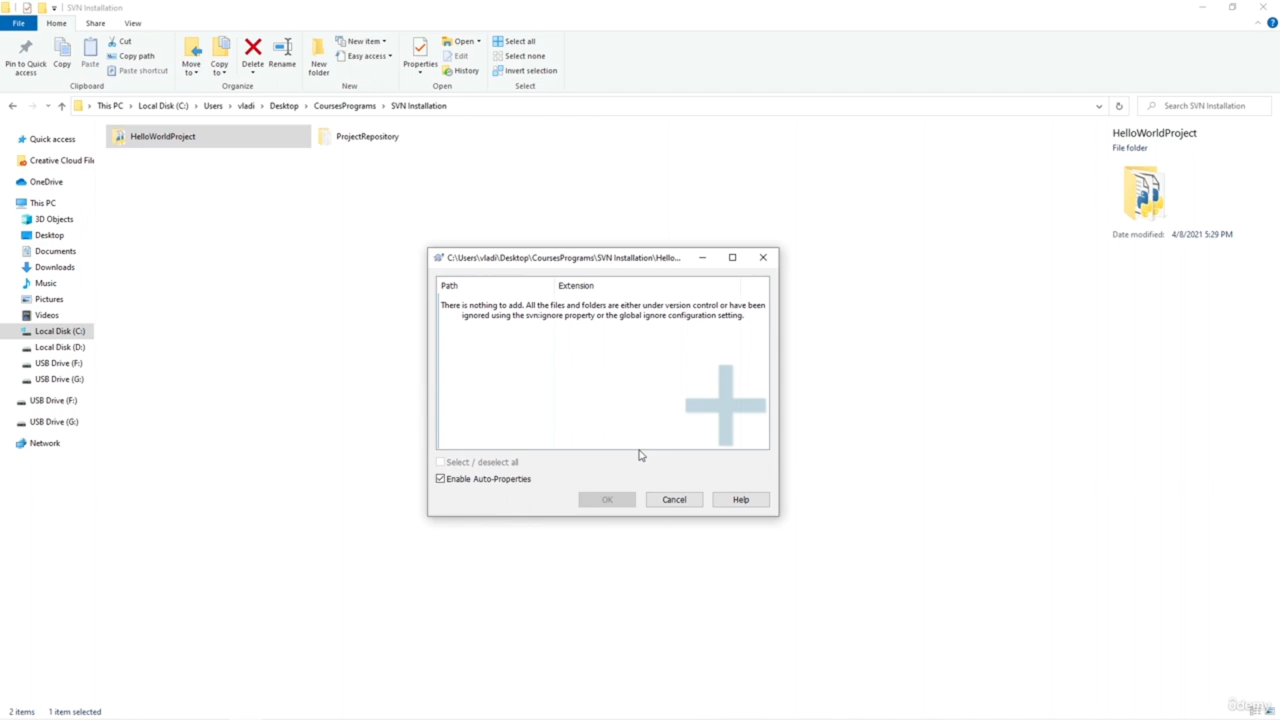 SVN Installation
File
Home
Share
View
Pin to Quick access
Copy
Paste
Cut
Copy path
Paste shortcut
Clipboard
Move to
Copy to
Delete
Rename
Organize
New folder
New item
Easy access
New
Properties
Open
Edit
History
Open
Select all
Select none
Invert selection
Select
This PC > Local Disk (C:) > Users > vladi > Desktop > CoursesPrograms > SVN Installation
Search SVN Installation
Quick access
Creative Cloud File
OneDrive
This PC
3D Objects
Desktop
Documents
Downloads
Music
Pictures
Videos
Local Disk (C:)
Local Disk (D:)
USB Drive (F:)
USB Drive (G:)
USB Drive (F:)
USB Drive (G:)
Network
HelloWorldProject
ProjectRepository
HelloWorldProject
File folder
Date modified: 4/8/2021 5:29 PM
C:\Users\vladi\Desktop\CoursesPrograms\SVN Installation\Hello...
Path
Extension
There is nothing to add. All the files and folders are either under version control or have been
ignored using the svn:ignore property or the global ignore configuration setting.
Select / deselect all
Enable Auto-Properties
OK
Cancel
Help
2 items
1 item selected
ûdemy